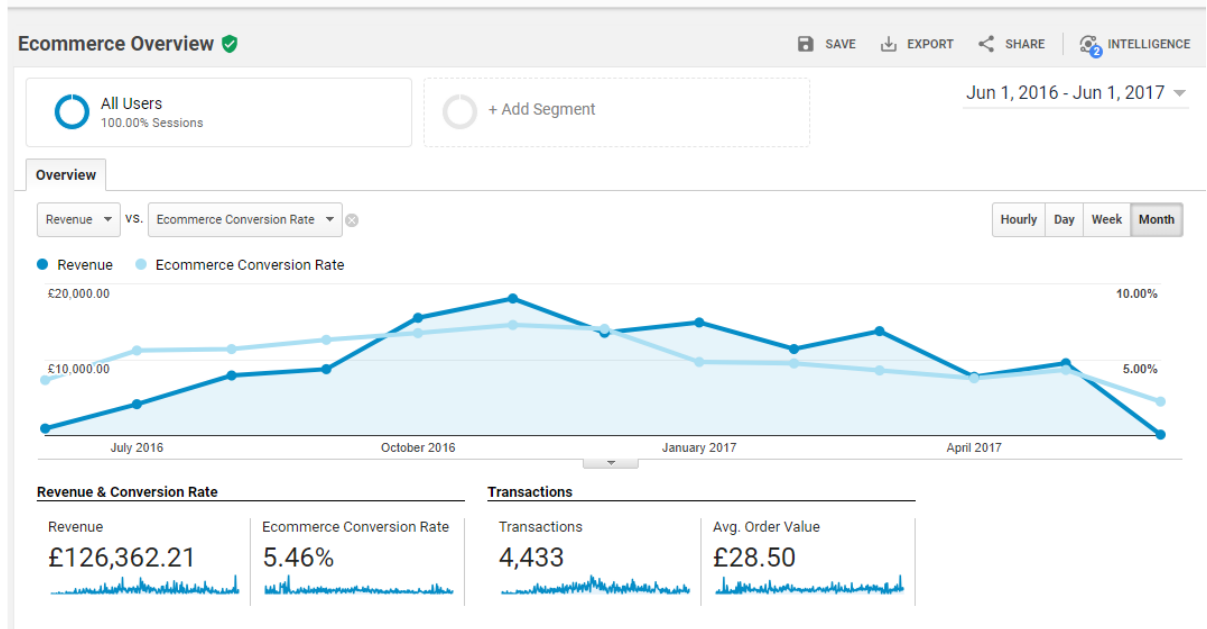 Ecommerce Overview
SAVE EXPORT SHARE 2 INTELLIGENCE
All Users
100.00% Sessions
+ Add Segment
Jun 1, 2016 - Jun 1, 2017
Overview
Revenue VS. Ecommerce Conversion Rate
Hourly Day Week Month
Revenue Ecommerce Conversion Rate
£20,000.00 10.00%
£10,000.00 5.00%
July 2016 October 2016 January 2017 April 2017
Revenue & Conversion Rate
Revenue Ecommerce Conversion Rate
£126,362.21 5.46%
Transactions
Transactions Avg. Order Value
4,433 £28.50